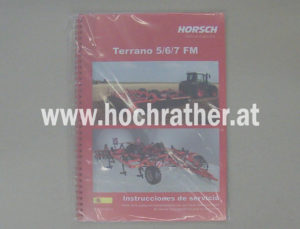 HORSCH
Terrano 5/6/7 FM
www.hochrather.at
Instrucciones de servicio